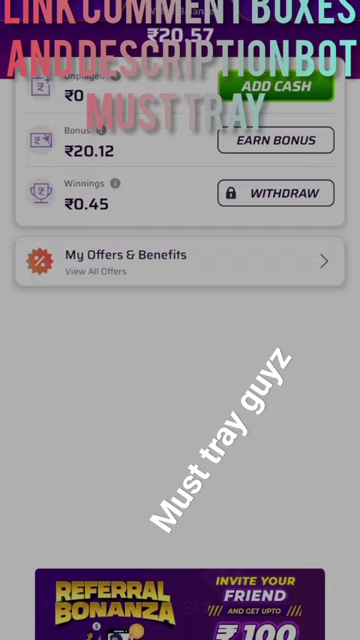 LINK COMMENT BOXES
₹20.57
AND DESCRIPTION BOT
MUST TRAY
Unplayed
₹0
ADD CASH
Bonus
₹20.12
EARN BONUS
Winnings
₹0.45
WITHDRAW
My Offers & Benefits
View All Offers
Must tray guyz
REFERRAL
BONANZA
INVITE YOUR
FRIEND
AND GET UPTO
₹100